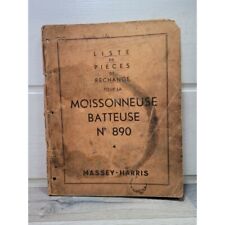 LISTE
DE
PIÈCES
DE
RECHANGE
POUR LA
MOISSONNEUSE
BATTEUSE
N° 890
MASSEY-HARRIS